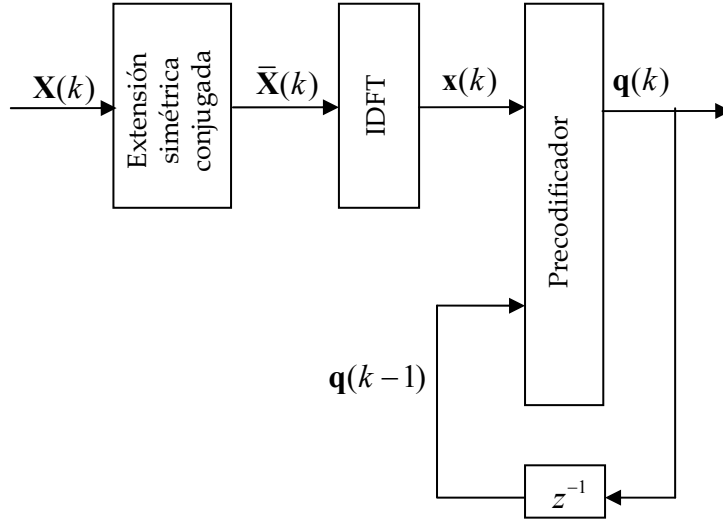 X(k)
Extensión
simétrica
conjugada
X̄(k)
IDFT
x(k)
Precodificador
q(k)
q(k−1)
z⁻¹